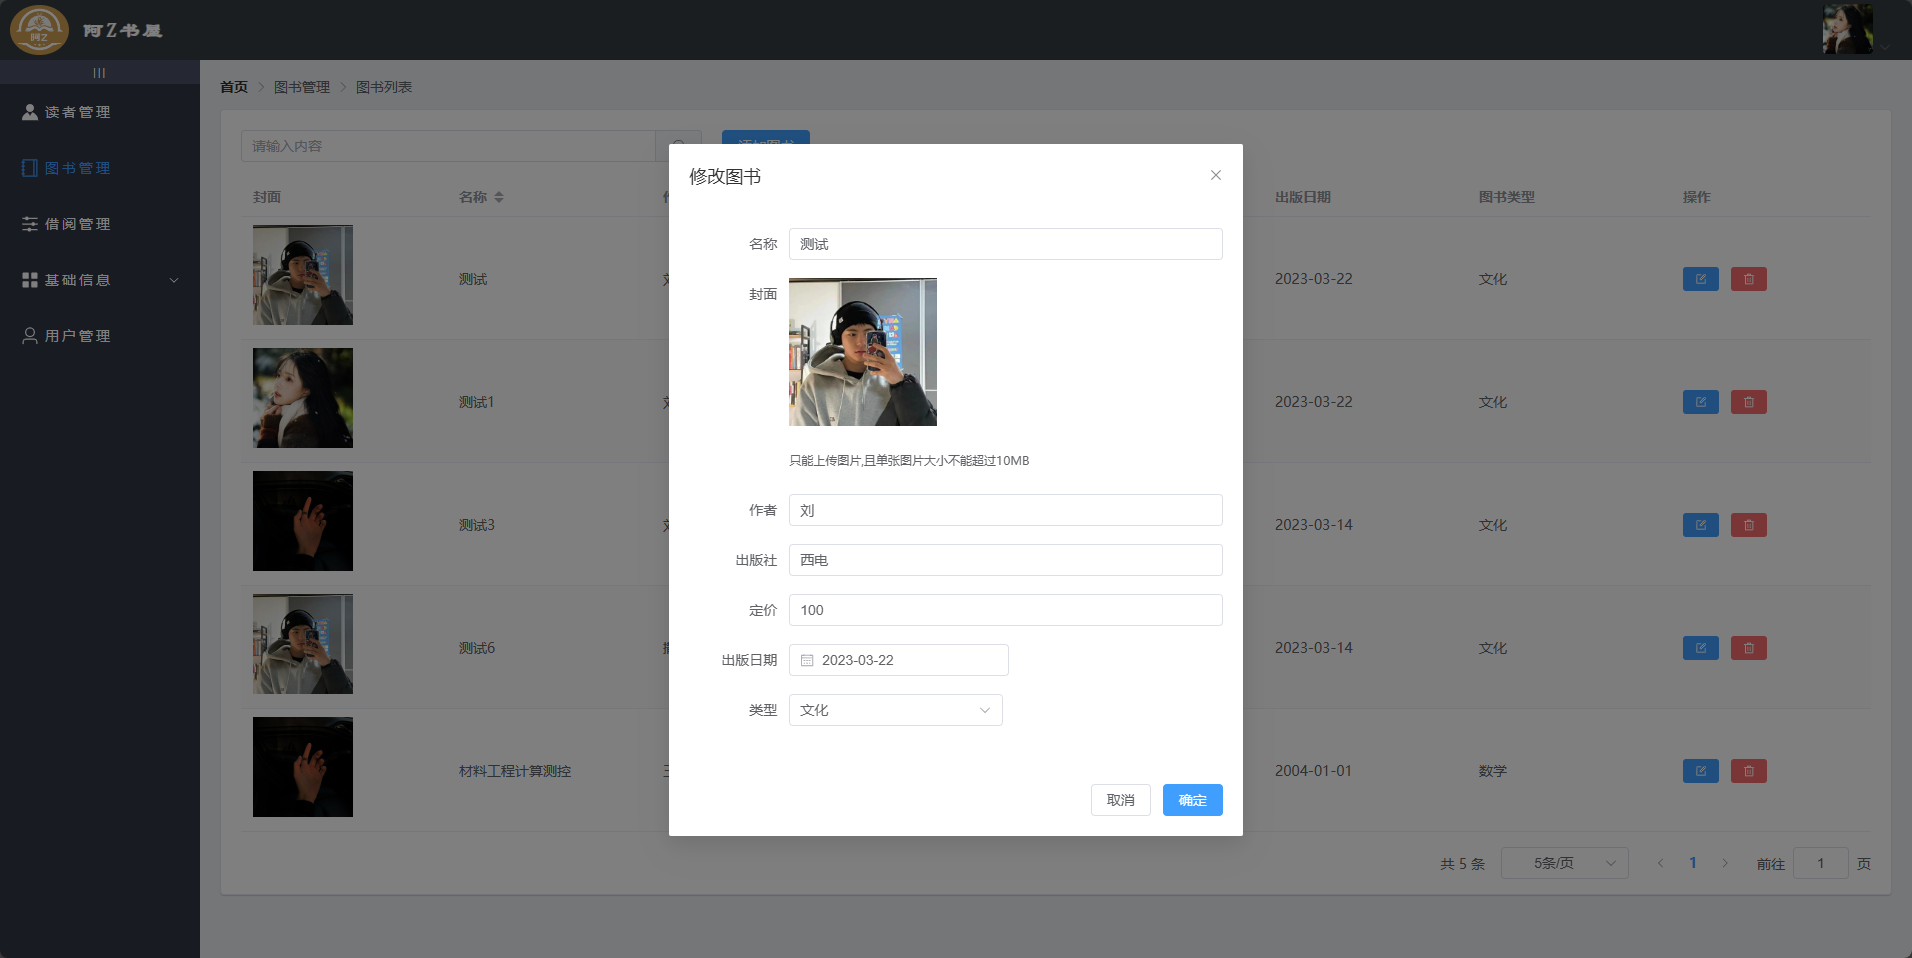 阿Z书屋
读者管理
图书管理
借阅管理
基础信息
用户管理
首页 图书管理 图书列表
请输入内容
封面 名称 出版日期 图书类型 操作
测试 2023-03-22 文化
测试1 2023-03-22 文化
测试3 2023-03-14 文化
测试6 2023-03-14 文化
材料工程计算测控 2004-01-01 数学
修改图书
名称 测试
封面
只能上传图片,且单张图片大小不能超过10MB
作者 刘
出版社 西电
定价 100
出版日期 2023-03-22
类型 文化
取消 确定
共 5 条 5条/页 1 前往 1 页